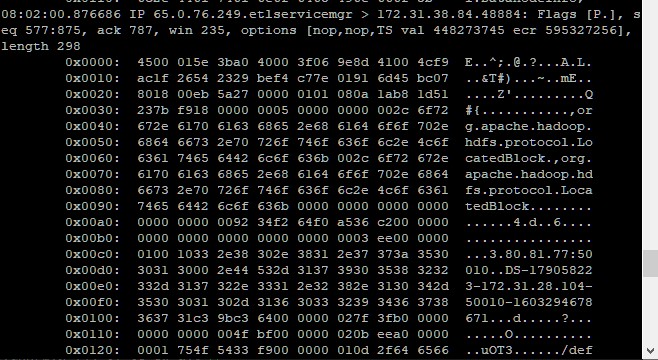 08:02:00.876686 IP 65.0.76.249.etlservicemgr > 172.31.38.84.48884: Flags [P.], s
eq 577:875, ack 787, win 235, options [nop,nop,TS val 448273745 ecr 595327256],
length 298
0x0000: 4500 015e 3ba0 4000 3f06 9e8d 4100 4cf9 E..^;.@.?...A.L.
0x0010: ac1f 2654 2329 bef4 c77e 0191 6d45 bc07 ..&T#)...~..mE..
0x0020: 8018 00eb 5a27 0000 0101 080a 1ab8 1d51 ....Z'.........Q
0x0030: 237b f918 0000 0005 0000 0000 002c 6f72 #{...........,or
0x0040: 672e 6170 6163 6865 2e68 6164 6f6f 702e g.apache.hadoop.
0x0050: 6864 6673 2e70 726f 746f 636f 6c2e 4c6f hdfs.protocol.Lo
0x0060: 6361 7465 6442 6c6f 636b 002c 6f72 672e catedBlock.,org.
0x0070: 6170 6163 6865 2e68 6164 6f6f 702e 6864 apache.hadoop.hd
0x0080: 6673 2e70 726f 746f 636f 6c2e 4c6f 6361 fs.protocol.Loca
0x0090: 7465 6442 6c6f 636b 0000 0000 0000 0000 tedBlock........
0x00a0: 0000 0000 0092 34f2 64f0 a536 c200 0000 ......4.d..6....
0x00b0: 0000 0000 0000 0000 0000 0003 ee00 0000 ................
0x00c0: 0100 1033 2e38 302e 3831 2e37 373a 3530 ...3.80.81.77:50
0x00d0: 3031 3000 2e44 532d 3137 3930 3538 3232 010..DS-17905822
0x00e0: 332d 3137 322e 3331 2e32 382e 3130 342d 3-172.31.28.104-
0x00f0: 3530 3031 302d 3136 3033 3239 3436 3738 50010-1603294678
0x0100: 3637 31c3 9bc3 6400 0000 027f 3fb0 0000 671...d.....?...
0x0110: 0000 0000 004f bf00 0000 020b eea0 0000 .....O..........
0x0120: 0001 754f 5433 f900 0000 010d 2f64 6566 ..uOT3....../def